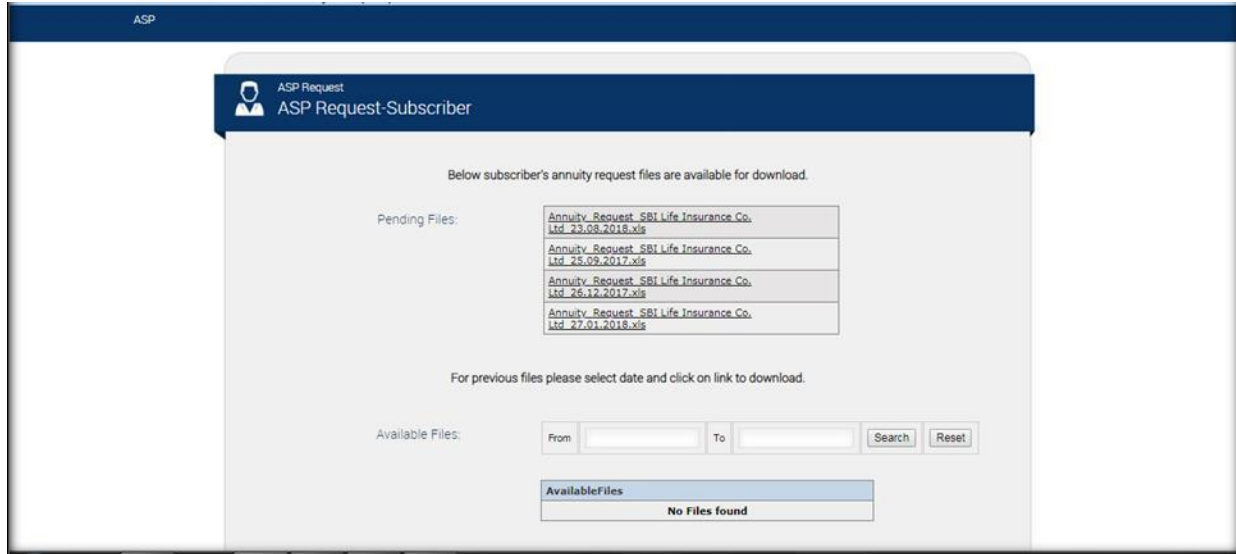 ASP
ASP Request
ASP Request-Subscriber
Below subscriber's annuity request files are available for download.
Pending Files:
Annuity_Request_SBI Life Insurance Co.
Ltd_23.08.2018.xls
Annuity_Request_SBI Life Insurance Co.
Ltd_25.09.2017.xls
Annuity_Request_SBI Life Insurance Co.
Ltd_26.12.2017.xls
Annuity_Request_SBI Life Insurance Co.
Ltd_27.01.2018.xls
For previous files please select date and click on link to download.
Available Files: From To Search Reset
AvailableFiles
No Files found